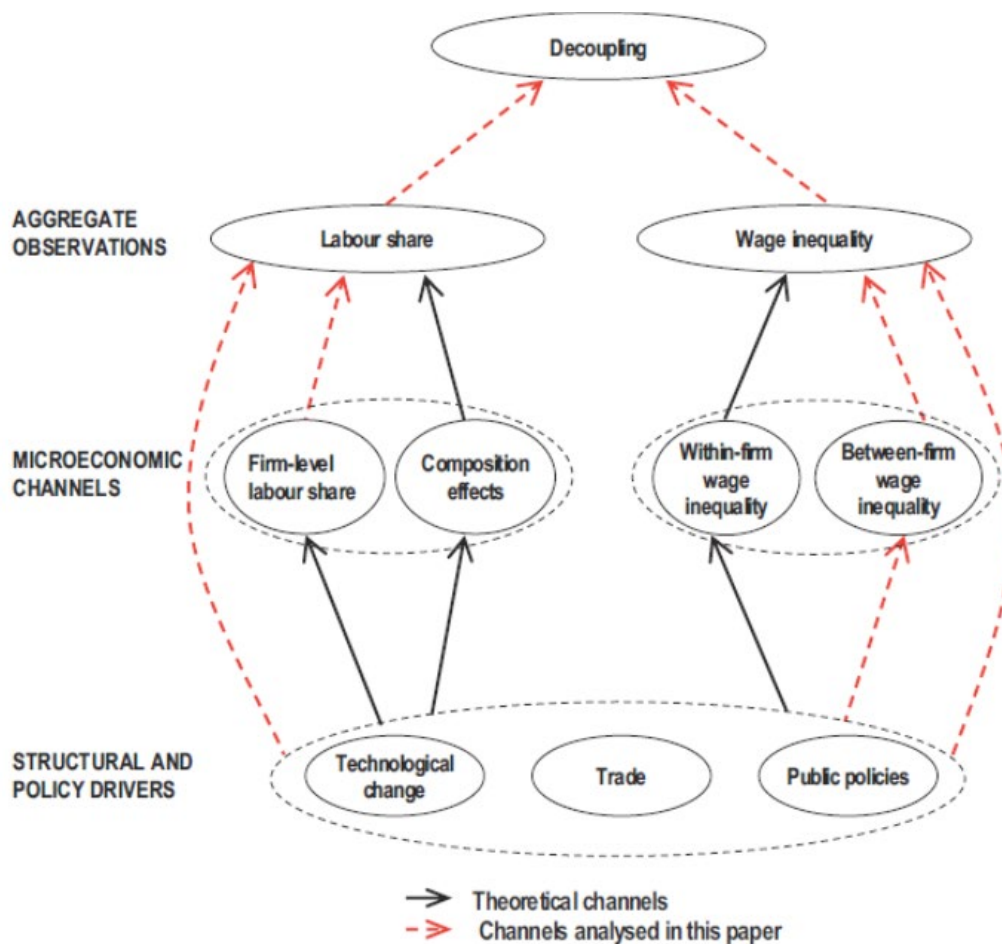 Decoupling
AGGREGATE
OBSERVATIONS
Labour share
Wage inequality
MICROECONOMIC
CHANNELS
Firm-level
labour share
Composition
effects
Within-firm
wage
inequality
Between-firm
wage
inequality
STRUCTURAL AND
POLICY DRIVERS
Technological
change
Trade
Public policies
Theoretical channels
Channels analysed in this paper